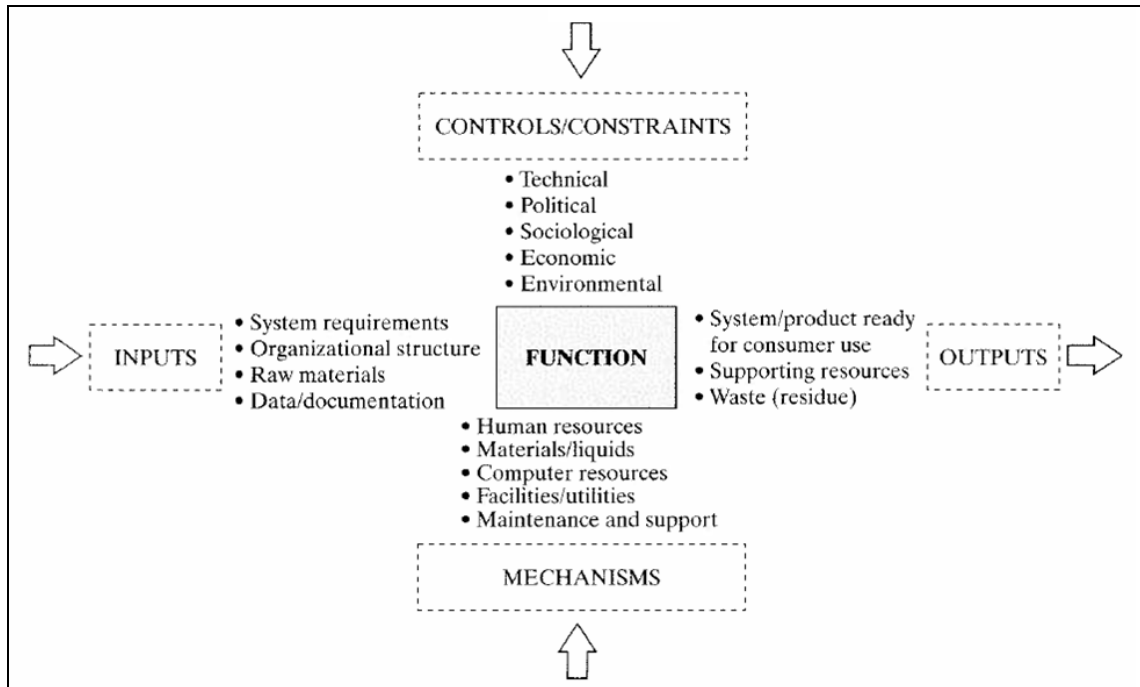 CONTROLS/CONSTRAINTS
• Technical
• Political
• Sociological
• Economic
• Environmental
INPUTS
• System requirements
• Organizational structure
• Raw materials
• Data/documentation
FUNCTION
• System/product ready
for consumer use
• Supporting resources
• Waste (residue)
OUTPUTS
• Human resources
• Materials/liquids
• Computer resources
• Facilities/utilities
• Maintenance and support
MECHANISMS